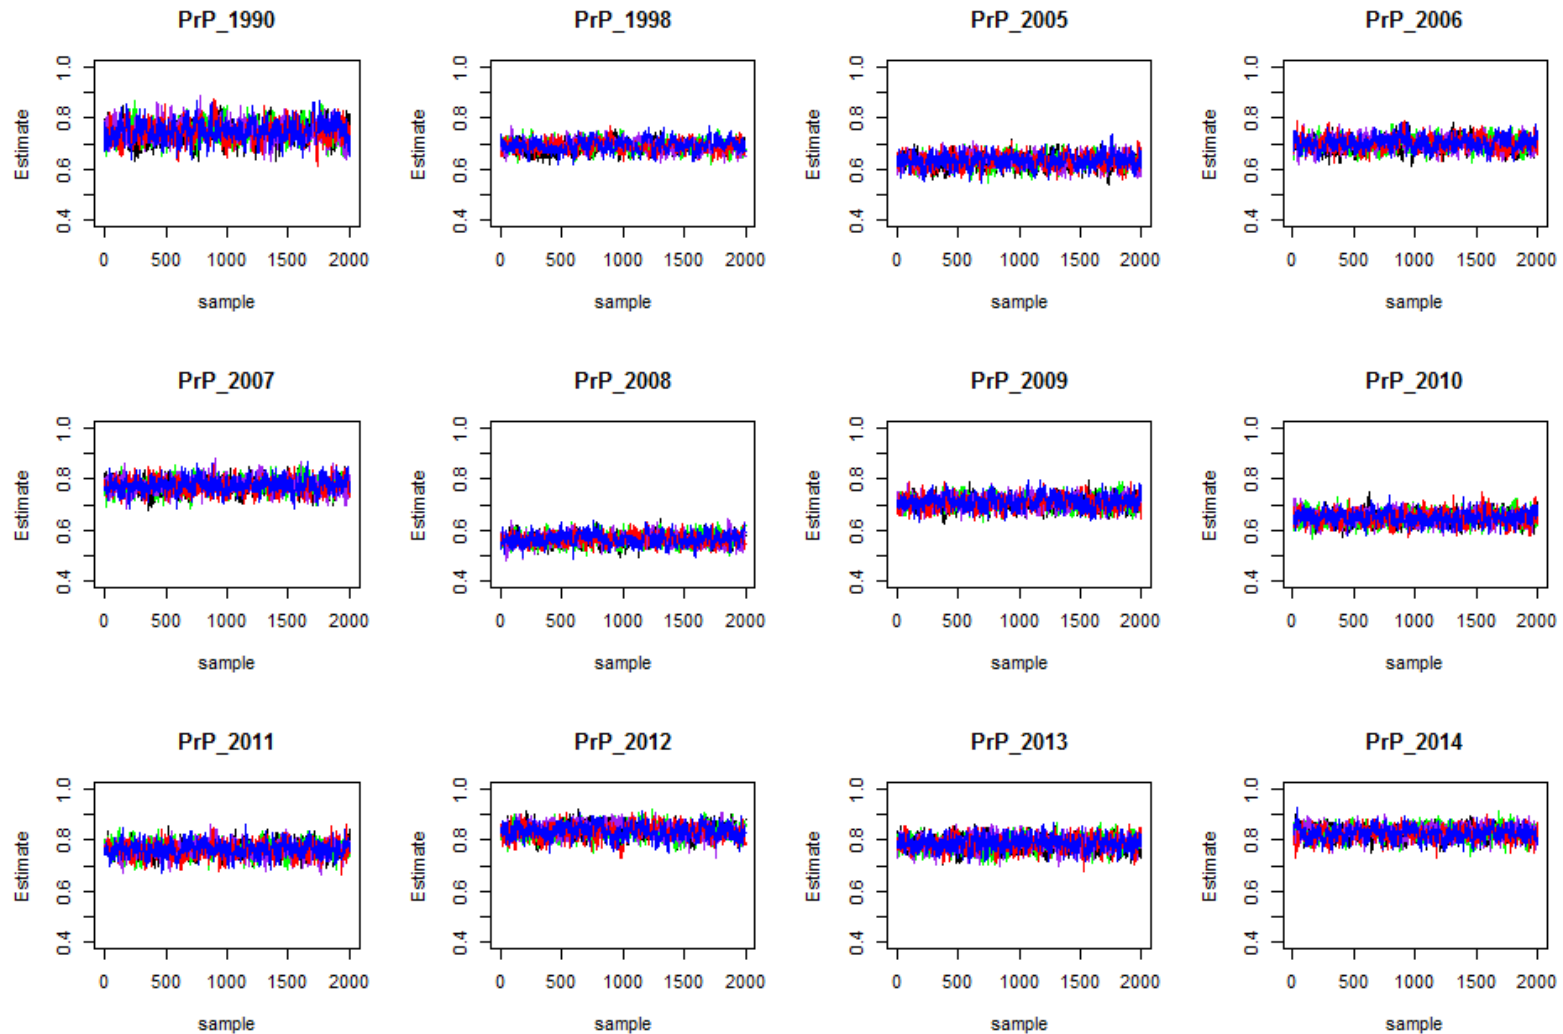 PrP_1990 PrP_1998 PrP_2005 PrP_2006
Estimate
1.0
0.8
0.6
0.4
0 500 1000 1500 2000
sample
Estimate
1.0
0.8
0.6
0.4
0 500 1000 1500 2000
sample
Estimate
1.0
0.8
0.6
0.4
0 500 1000 1500 2000
sample
Estimate
1.0
0.8
0.6
0.4
0 500 1000 1500 2000
sample
PrP_2007 PrP_2008 PrP_2009 PrP_2010
Estimate
1.0
0.8
0.6
0.4
0 500 1000 1500 2000
sample
Estimate
1.0
0.8
0.6
0.4
0 500 1000 1500 2000
sample
Estimate
1.0
0.8
0.6
0.4
0 500 1000 1500 2000
sample
Estimate
1.0
0.8
0.6
0.4
0 500 1000 1500 2000
sample
PrP_2011 PrP_2012 PrP_2013 PrP_2014
Estimate
1.0
0.8
0.6
0.4
0 500 1000 1500 2000
sample
Estimate
1.0
0.8
0.6
0.4
0 500 1000 1500 2000
sample
Estimate
1.0
0.8
0.6
0.4
0 500 1000 1500 2000
sample
Estimate
1.0
0.8
0.6
0.4
0 500 1000 1500 2000
sample